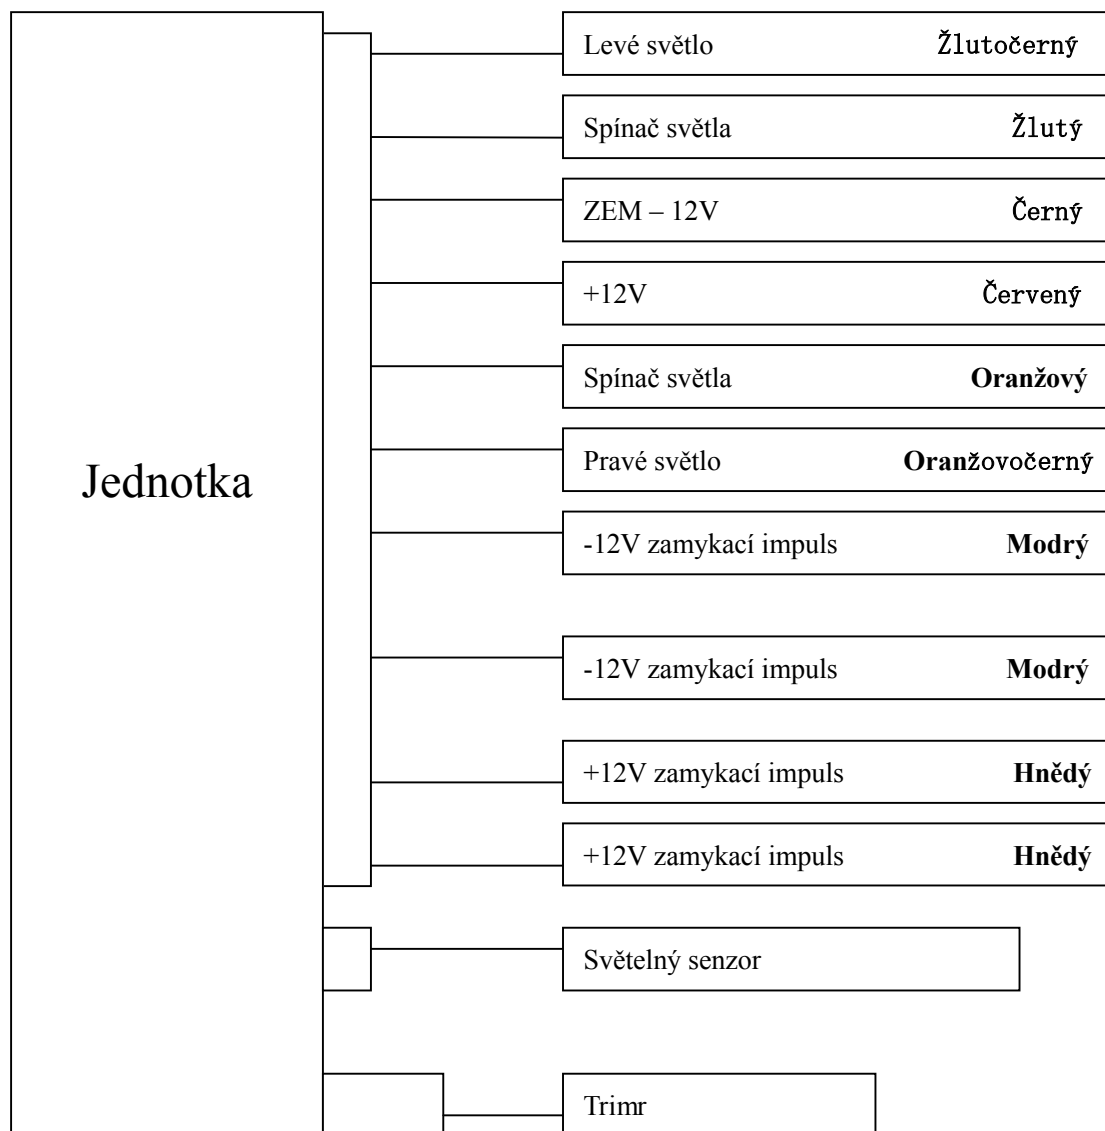 Levé světlo Žlutočerný
Spínač světla Žlutý
ZEM – 12V Černý
+12V Červený
Spínač světla Oranžový
Pravé světlo Oranžovočerný
Jednotka
-12V zamykací impuls Modrý
-12V zamykací impuls Modrý
+12V zamykací impuls Hnědý
+12V zamykací impuls Hnědý
Světelný senzor
Trimr